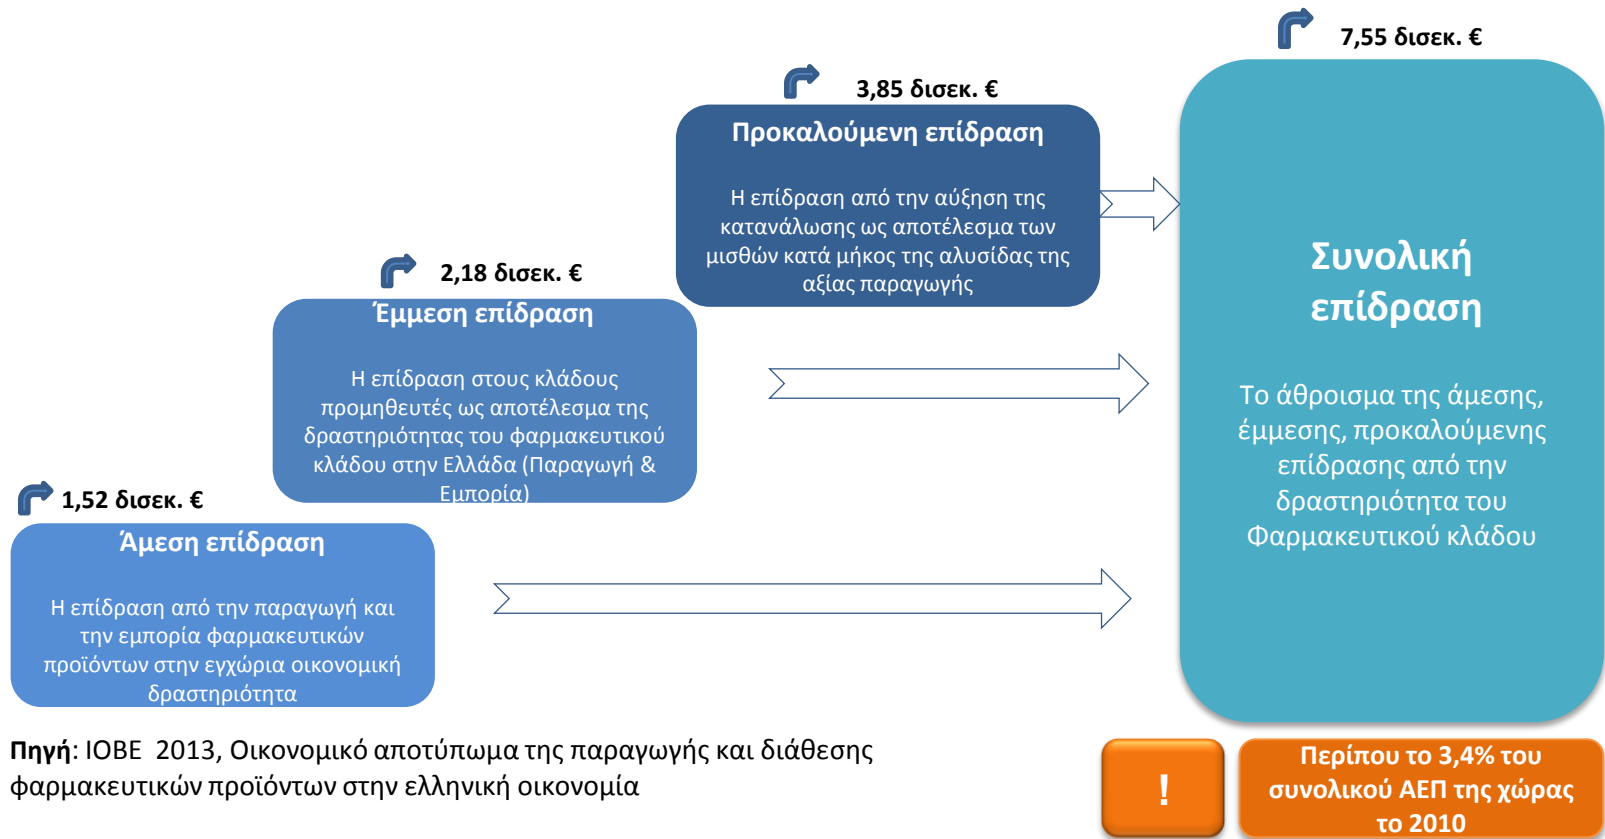 7,55 δισεκ. €
3,85 δισεκ. €
Προκαλούμενη επίδραση
Η επίδραση από την αύξηση της
κατανάλωσης ως αποτέλεσμα των
μισθών κατά μήκος της αλυσίδας της
αξίας παραγωγής
Συνολική
επίδραση
Το άθροισμα της άμεσης,
έμμεσης, προκαλούμενης
επίδρασης από την
δραστηριότητα του
Φαρμακευτικού κλάδου
2,18 δισεκ. €
Έμμεση επίδραση
Η επίδραση στους κλάδους
προμηθευτές ως αποτέλεσμα της
δραστηριότητας του φαρμακευτικού
κλάδου στην Ελλάδα (Παραγωγή &
Εμπορία)
1,52 δισεκ. €
Άμεση επίδραση
Η επίδραση από την παραγωγή και
την εμπορία φαρμακευτικών
προϊόντων στην εγχώρια οικονομική
δραστηριότητα
Πηγή: ΙΟΒΕ 2013, Οικονομικό αποτύπωμα της παραγωγής και διάθεσης
φαρμακευτικών προϊόντων στην ελληνική οικονομία
!
Περίπου το 3,4% του
συνολικού ΑΕΠ της χώρας
το 2010